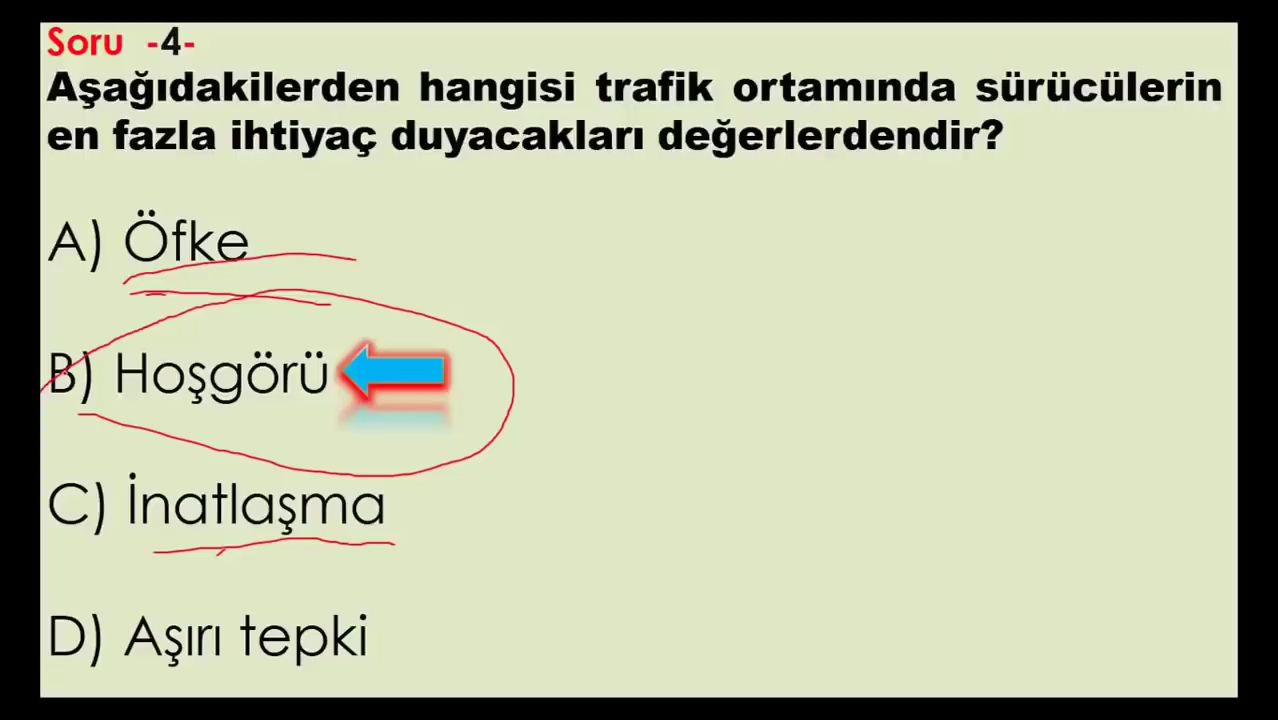 Soru -4-
Aşağıdakilerden hangisi trafik ortamında sürücülerin
en fazla ihtiyaç duyacakları değerlerdendir?
A) Öfke
B) Hoşgörü
C) İnatlaşma
D) Aşırı tepki